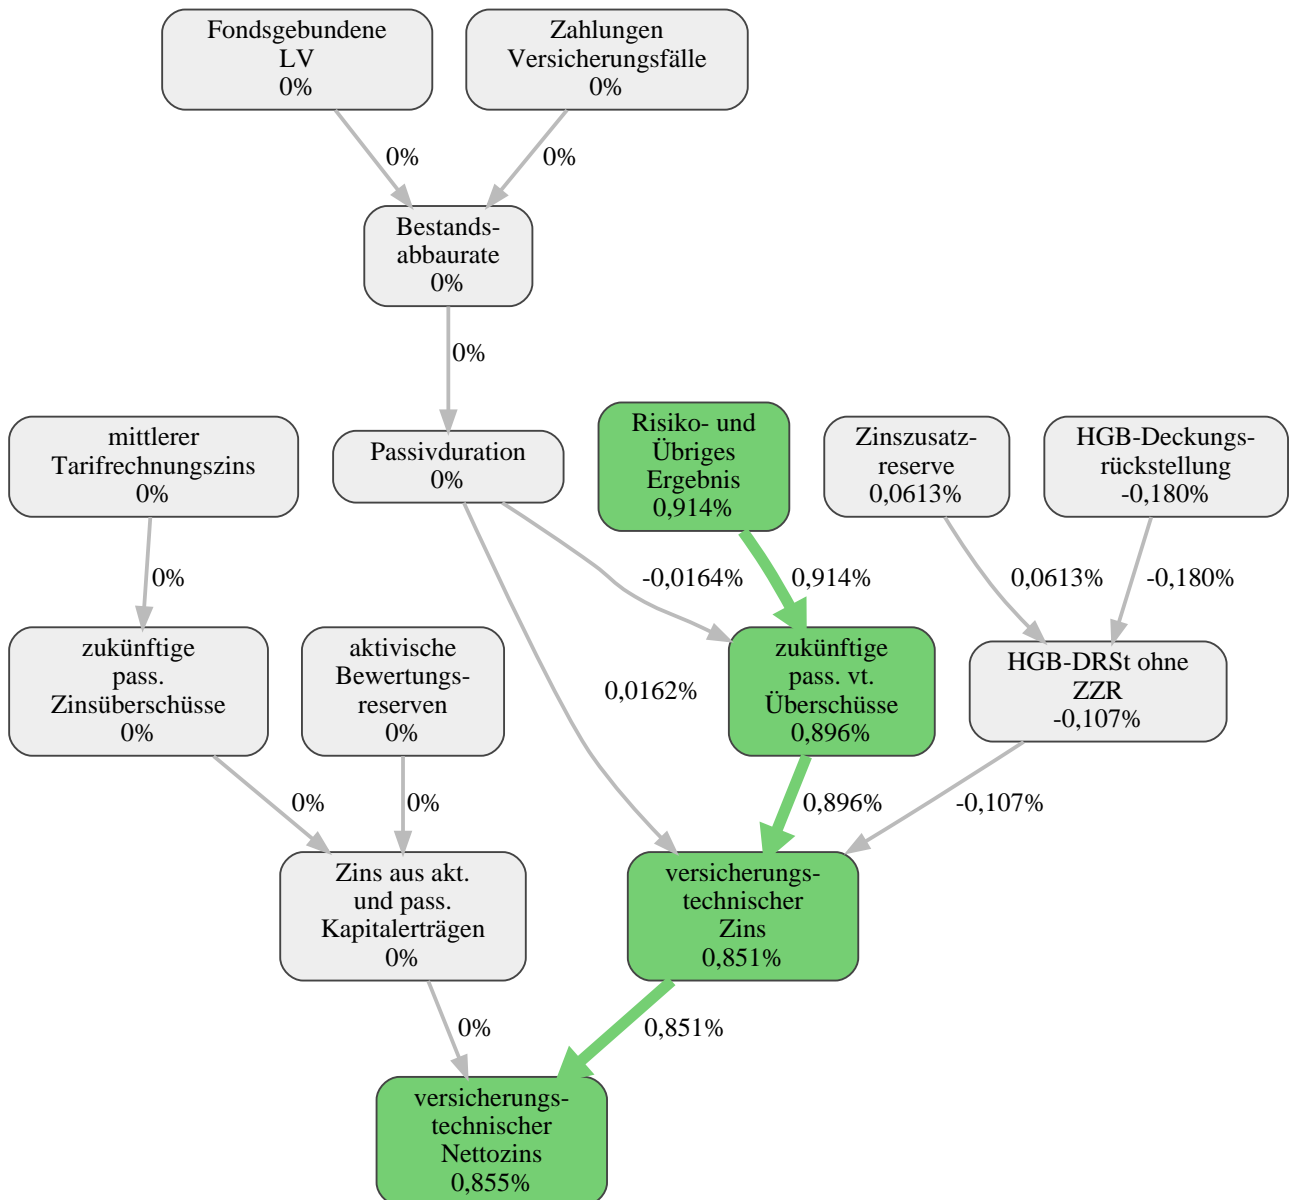 Fondsgebundene
LV
0%
Zahlungen
Versicherungsfälle
0%
0%
0%
Bestands-
abbaurate
0%
0%
mittlerer
Tarifrechnungszins
0%
Passivduration
0%
Risiko- und
Übriges
Ergebnis
0,914%
Zinszusatz-
reserve
0,0613%
HGB-Deckungs-
rückstellung
-0,180%
0%
-0,0164%
0,914%
0,0613%
-0,180%
zukünftige
pass.
Zinsüberschüsse
0%
aktivische
Bewertungs-
reserven
0%
0,0162%
zukünftige
pass. vt.
Überschüsse
0,896%
HGB-DRSt ohne
ZZR
-0,107%
0%
0%
0,896%
-0,107%
Zins aus akt.
und pass.
Kapitalerträgen
0%
versicherungs-
technischer
Zins
0,851%
0%
0,851%
versicherungs-
technischer
Nettozins
0,855%